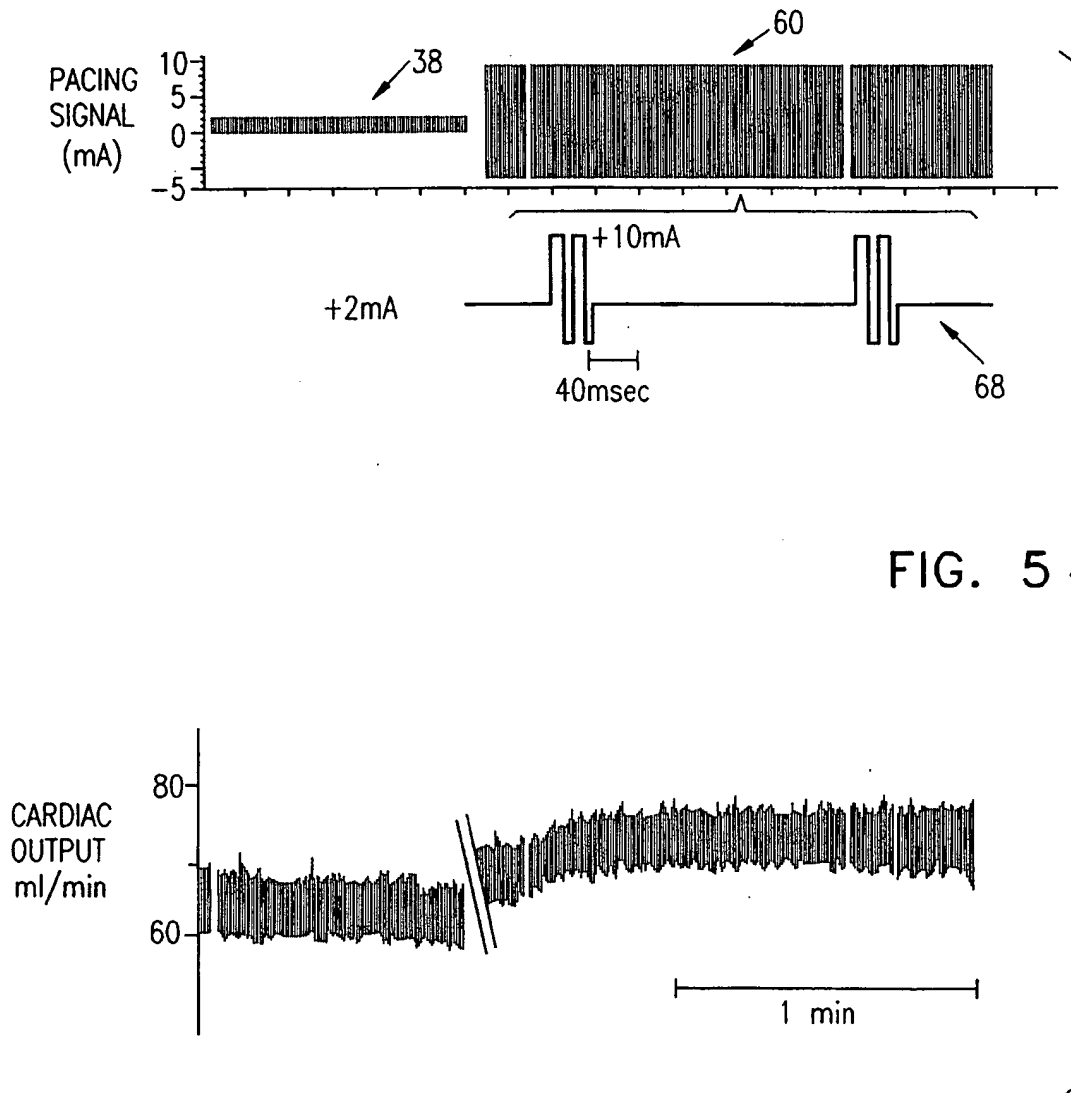 60
38
PACING
SIGNAL
(mA)
10
5
0
-5
+10mA
+2mA
40msec
68
FIG. 5
CARDIAC
OUTPUT
ml/min
80
60
1 min